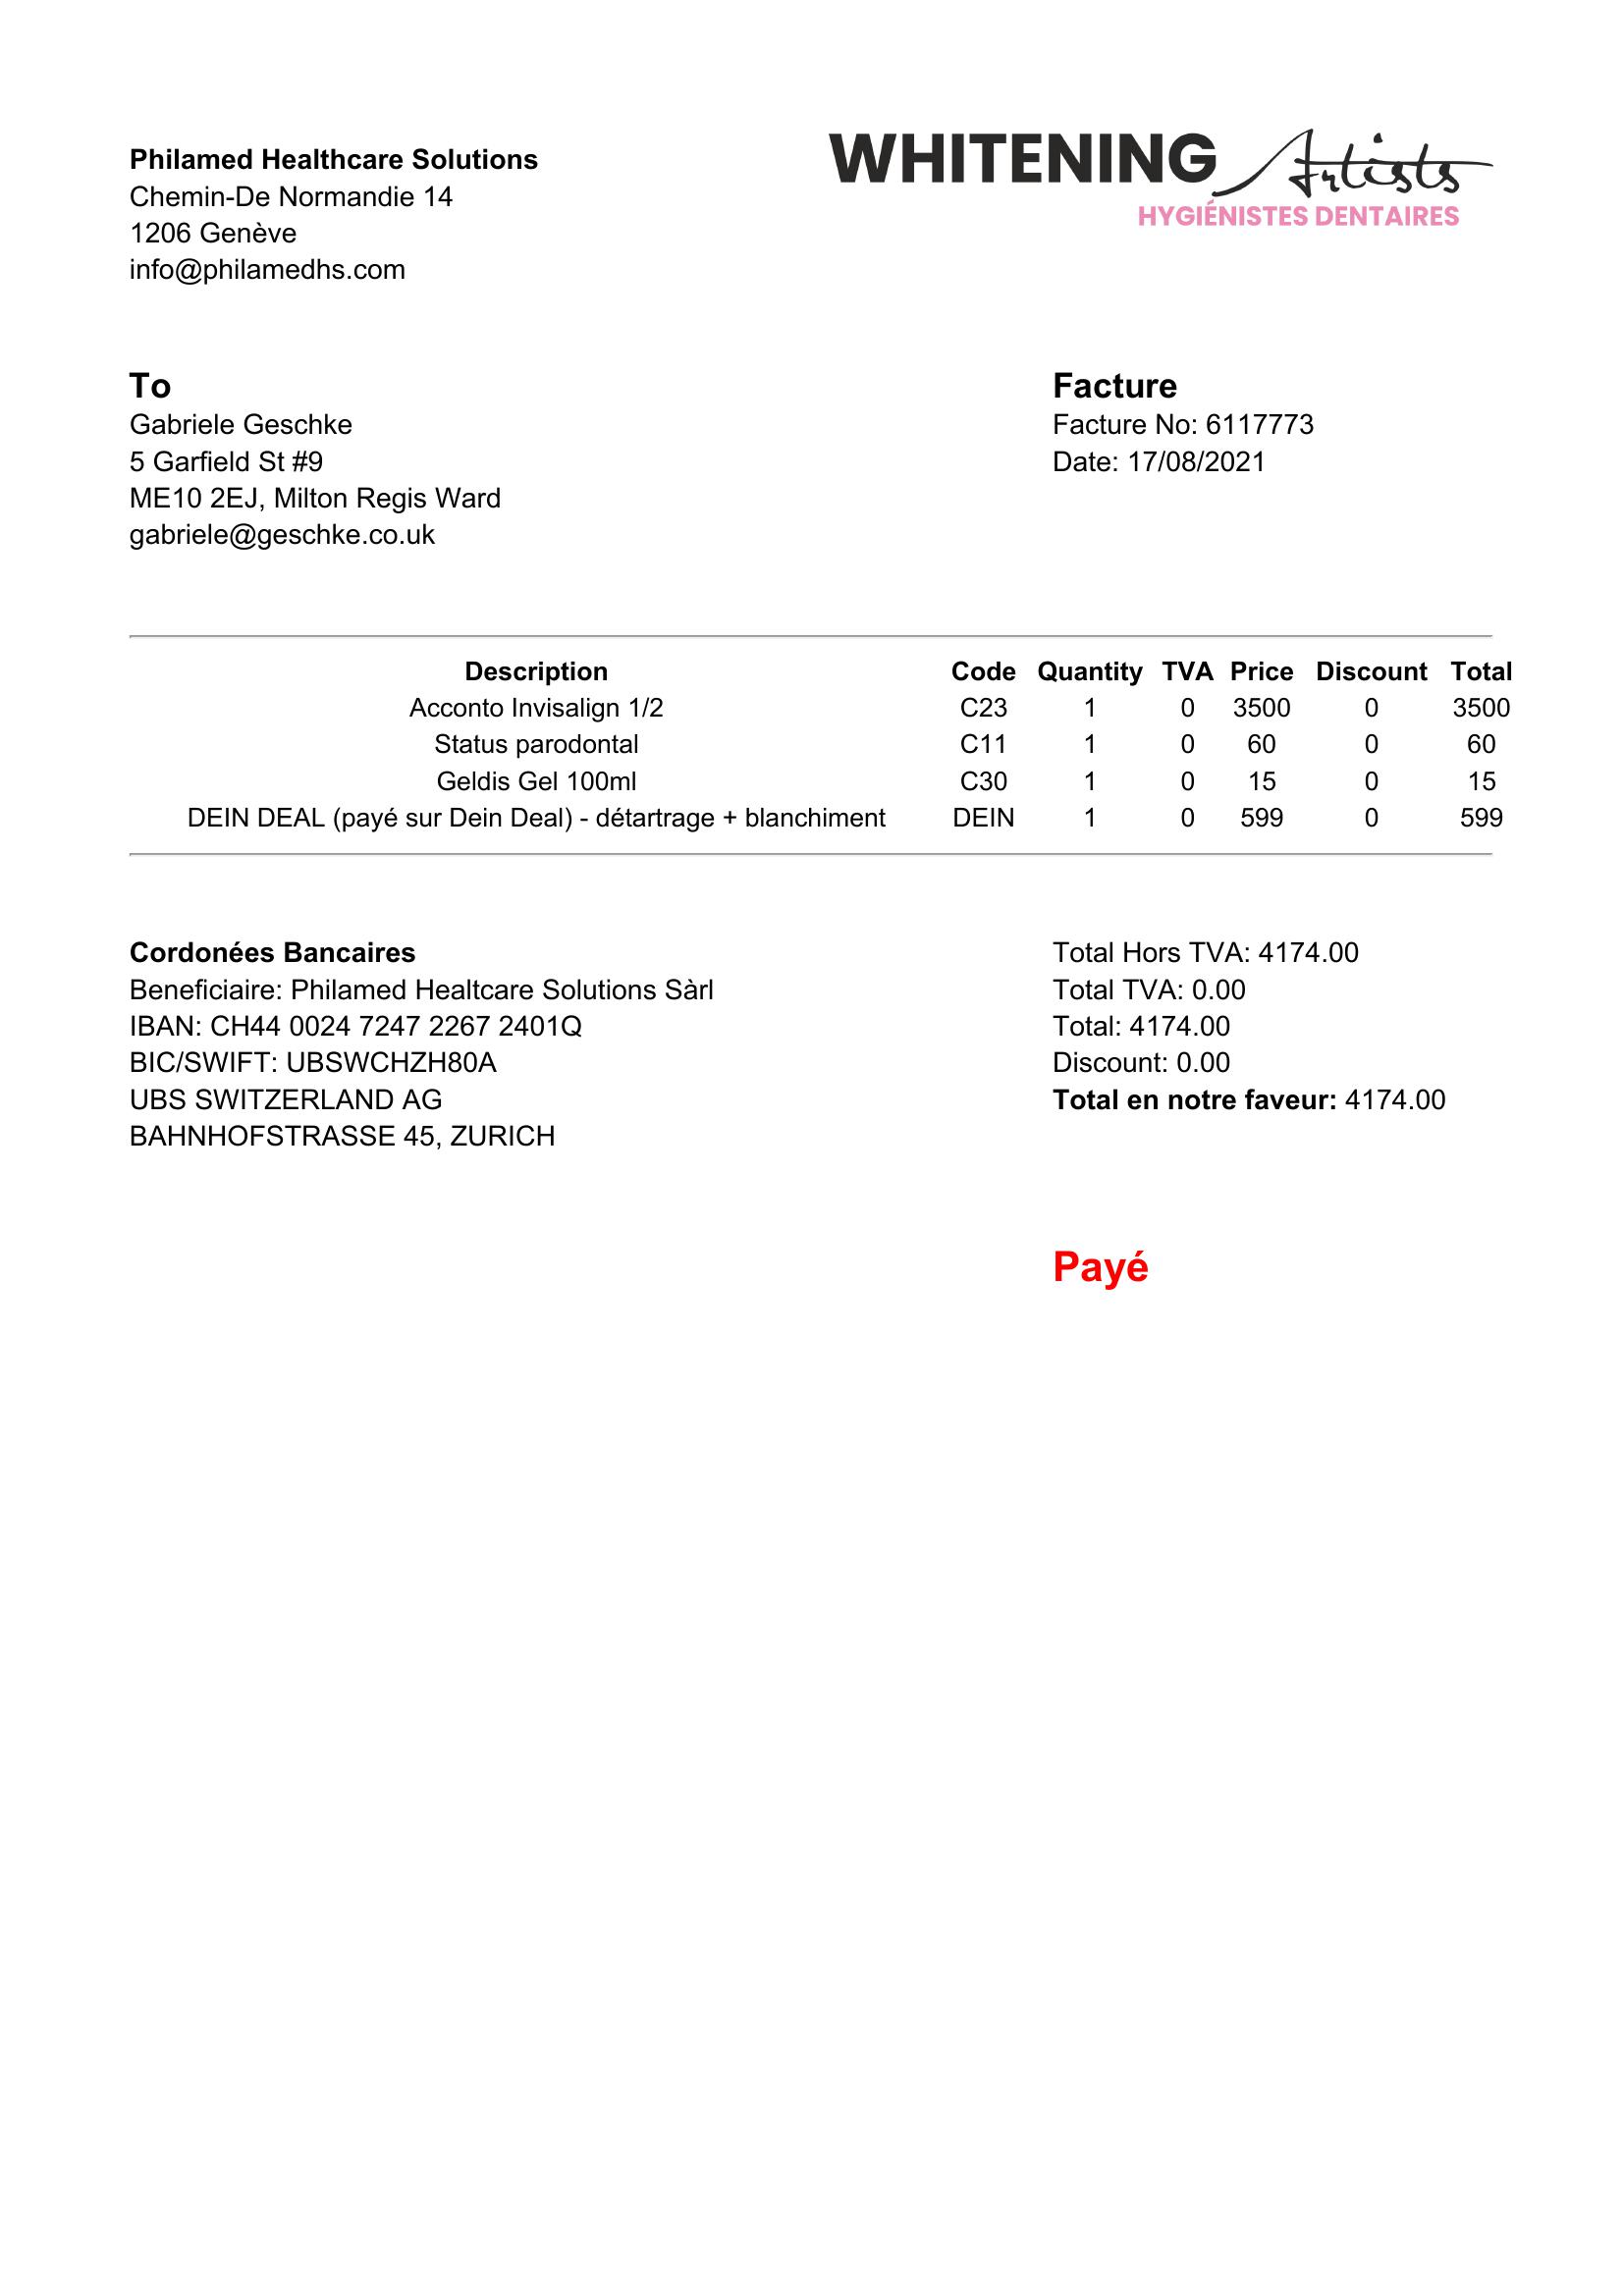 Philamed Healthcare Solutions
Chemin-De Normandie 14
1206 Genève
info@philamedhs.com
WHITENING Artists
HYGIÉNISTES DENTAIRES
To
Gabriele Geschke
5 Garfield St #9
ME10 2EJ, Milton Regis Ward
gabriele@geschke.co.uk
Facture
Facture No: 6117773
Date: 17/08/2021
Description Code Quantity TVA Price Discount Total
Acconto Invisalign 1/2 C23 1 0 3500 0 3500
Status parodontal C11 1 0 60 0 60
Geldis Gel 100ml C30 1 0 15 0 15
DEIN DEAL (payé sur Dein Deal) - détartrage + blanchiment DEIN 1 0 599 0 599
Cordonées Bancaires
Beneficiaire: Philamed Healtcare Solutions Sàrl
IBAN: CH44 0024 7247 2267 2401Q
BIC/SWIFT: UBSWCHZH80A
UBS SWITZERLAND AG
BAHNHOFSTRASSE 45, ZURICH
Total Hors TVA: 4174.00
Total TVA: 0.00
Total: 4174.00
Discount: 0.00
Total en notre faveur: 4174.00
Payé